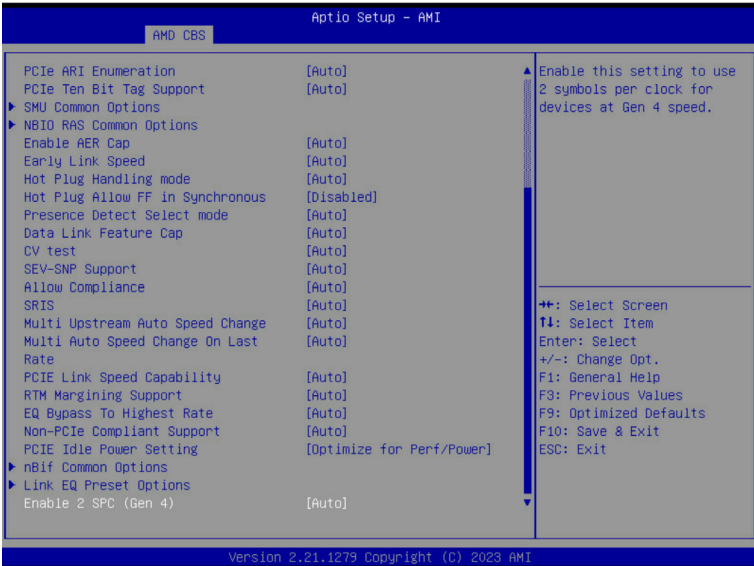 Aptio Setup - AMI
AMD CBS
PCIe ARI Enumeration [Auto]
PCIe Ten Bit Tag Support [Auto]
SMU Common Options
NBIO RAS Common Options
Enable AER Cap [Auto]
Early Link Speed [Auto]
Hot Plug Handling mode [Auto]
Hot Plug Allow FF in Synchronous [Disabled]
Presence Detect Select mode [Auto]
Data Link Feature Cap [Auto]
CV test [Auto]
SEV-SNP Support [Auto]
Allow Compliance [Auto]
SRIS [Auto]
Multi Upstream Auto Speed Change [Auto]
Multi Auto Speed Change On Last [Auto]
Rate
PCIE Link Speed Capability [Auto]
RTM Margining Support [Auto]
EQ Bypass To Highest Rate [Auto]
Non-PCIe Compliant Support [Auto]
PCIE Idle Power Setting [Optimize for Perf/Power]
nBif Common Options
Link EQ Preset Options
Enable 2 SPC (Gen 4) [Auto]
Enable this setting to use
2 symbols per clock for
devices at Gen 4 speed.
→←: Select Screen
↑↓: Select Item
Enter: Select
+/-: Change Opt.
F1: General Help
F3: Previous Values
F9: Optimized Defaults
F10: Save & Exit
ESC: Exit
Version 2.21.1279 Copyright (C) 2023 AMI